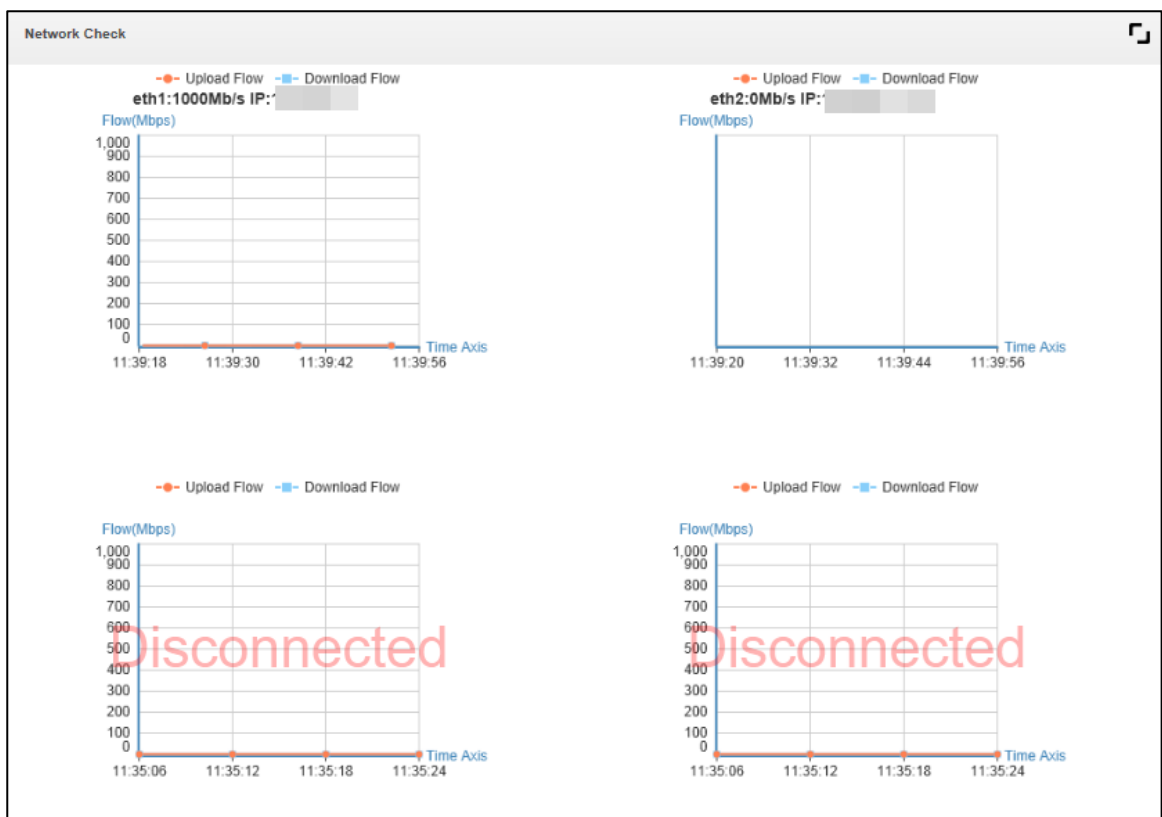 Network Check
Upload Flow Download Flow
eth1:1000Mb/s IP:
Flow(Mbps)
1,000
900
800
700
600
500
400
300
200
100
0
11:39:18 11:39:30 11:39:42 11:39:56
Time Axis
Upload Flow Download Flow
eth2:0Mb/s IP:
Flow(Mbps)
11:39:20 11:39:32 11:39:44 11:39:56
Time Axis
Upload Flow Download Flow
Flow(Mbps)
1,000
900
800
700
600
500
400
300
200
100
0
Disconnected
11:35:06 11:35:12 11:35:18 11:35:24
Time Axis
Upload Flow Download Flow
Flow(Mbps)
1,000
900
800
700
600
500
400
300
200
100
0
Disconnected
11:35:06 11:35:12 11:35:18 11:35:24
Time Axis